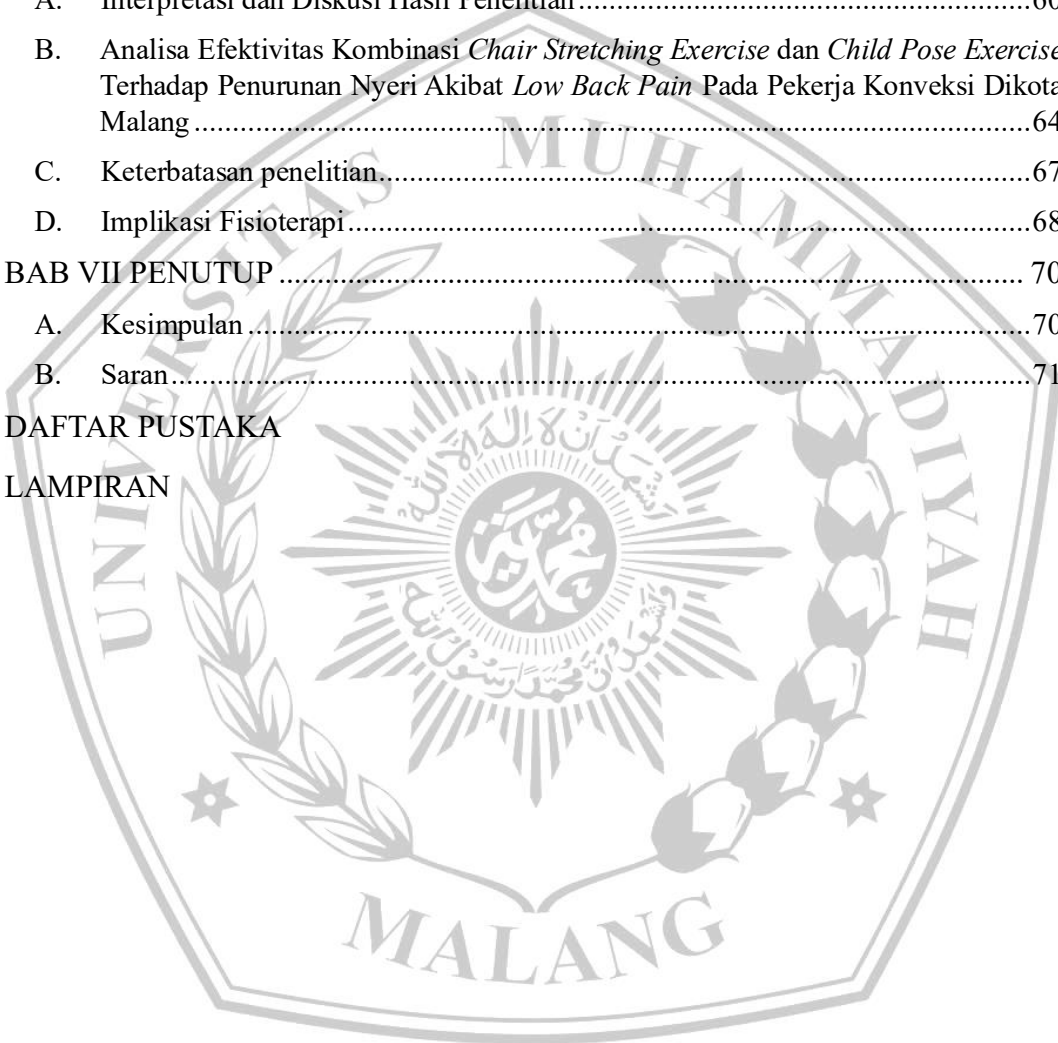 A. Interpretasi dan Diskusi Hasil Penelitian........................................................60
B. Analisa Efektivitas Kombinasi Chair Stretching Exercise dan Child Pose Exercise
Terhadap Penurunan Nyeri Akibat Low Back Pain Pada Pekerja Konveksi Dikota
Malang ........................................................64
C. Keterbatasan penelitian........................................................67
D. Implikasi Fisioterapi ........................................................68
BAB VII PENUTUP ........................................................ 70
A. Kesimpulan ........................................................70
B. Saran........................................................71
DAFTAR PUSTAKA
LAMPIRAN
UNIVERSITAS MUHAMMADIYAH
MALANG